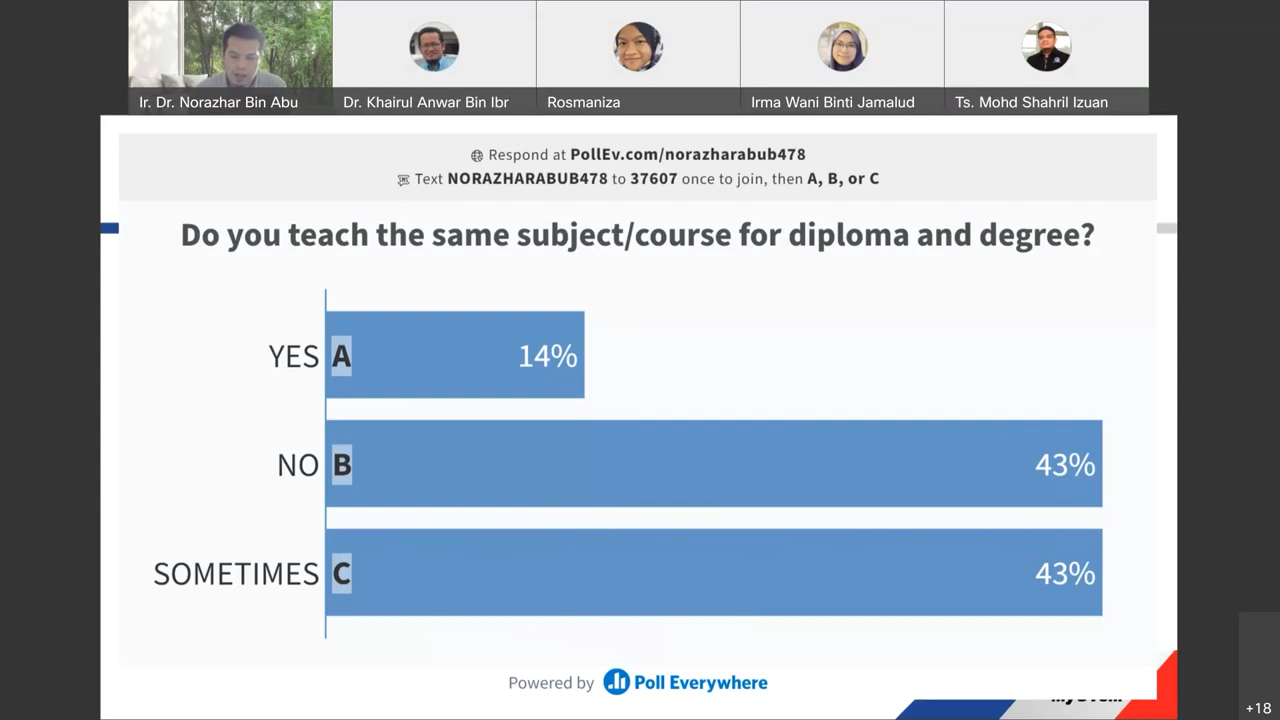 Ir. Dr. Norazhar Bin Abu
Dr. Khairul Anwar Bin Ibr
Rosmaniza
Irma Wani Binti Jamalud
Ts. Mohd Shahril Izuan
Respond at PollEv.com/norazharabub478
Text NORAZHARABUB478 to 37607 once to join, then A, B, or C
Do you teach the same subject/course for diploma and degree?
YES A 14%
NO B 43%
SOMETIMES C 43%
Powered by Poll Everywhere
+18